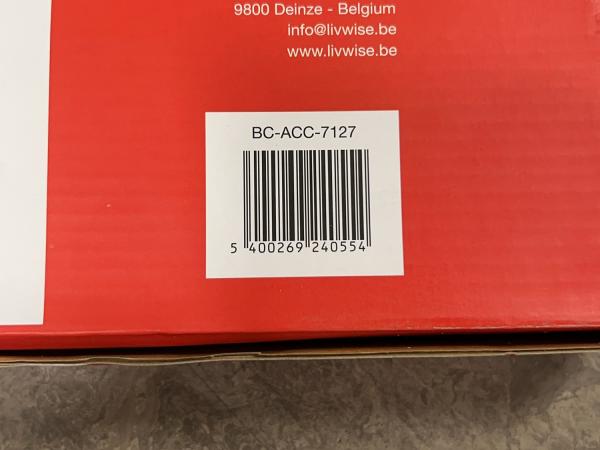 9800 Deinze - Belgium
info@livwise.be
www.livwise.be
BC-ACC-7127
5 400269 240554